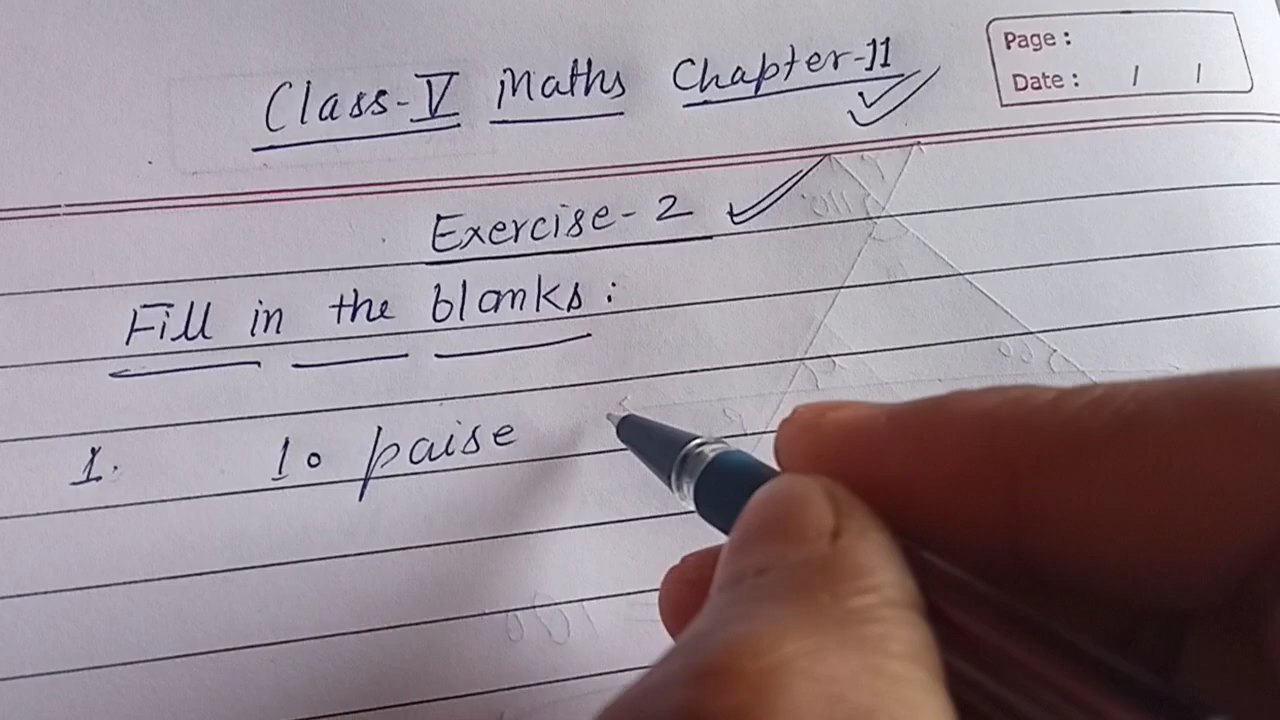 Page :
Date : / /
Class-V Maths Chapter-11
Exercise-2
Fill in the blanks :
1. 10 paise